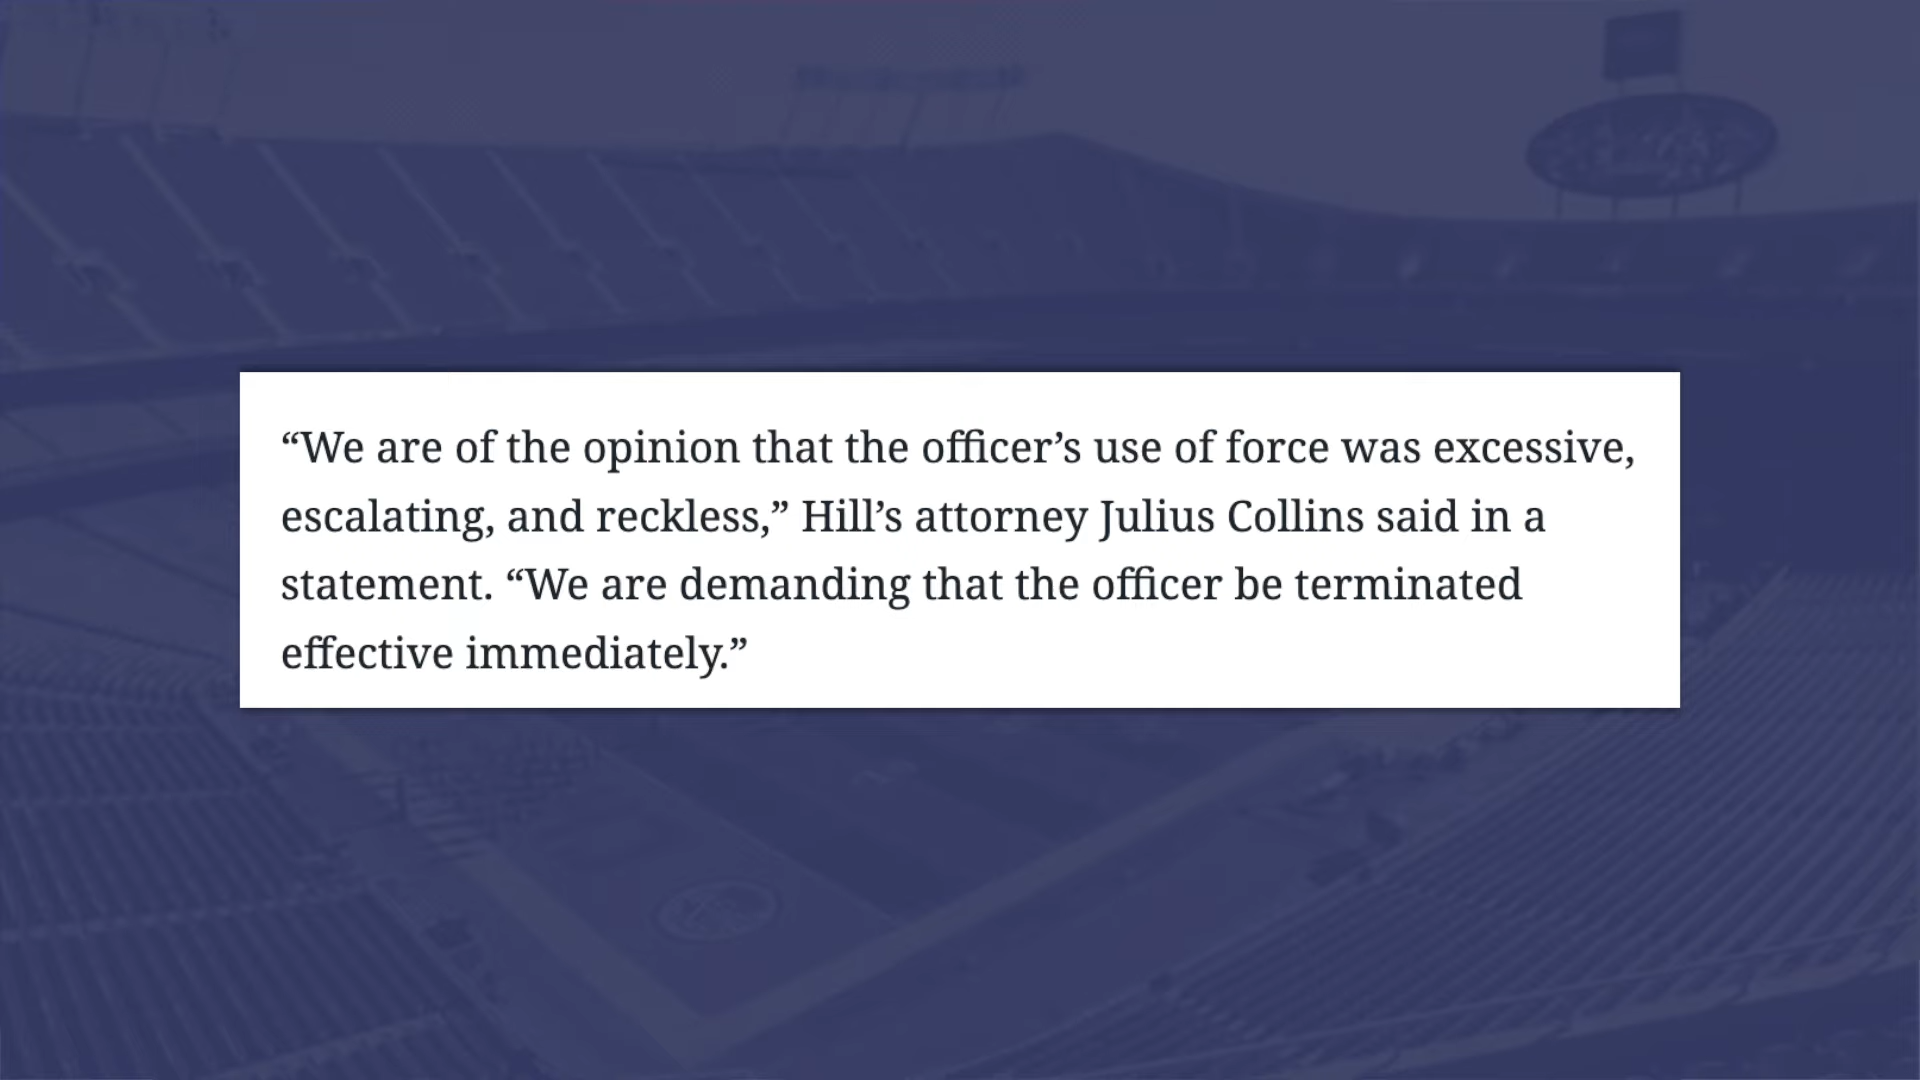 “We are of the opinion that the officer’s use of force was excessive,
escalating, and reckless,” Hill’s attorney Julius Collins said in a
statement. “We are demanding that the officer be terminated
effective immediately.”